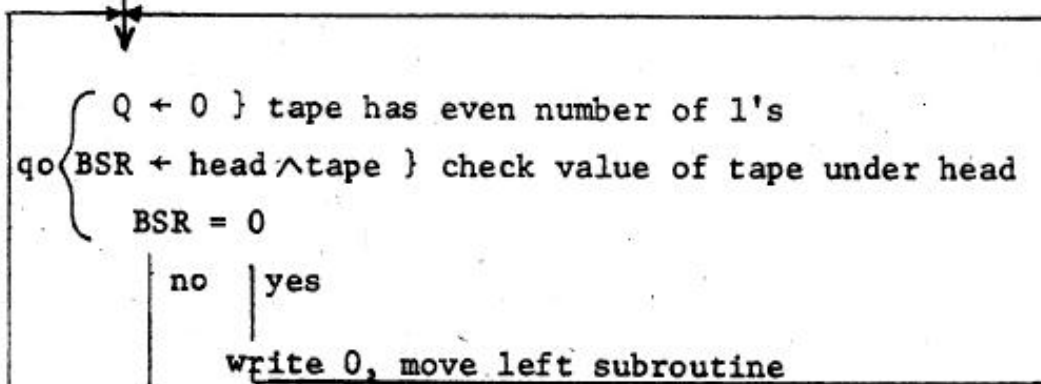 Q ← 0 } tape has even number of 1's
qo { BSR ← head ∧ tape } check value of tape under head
BSR = 0
no yes
write 0, move left subroutine